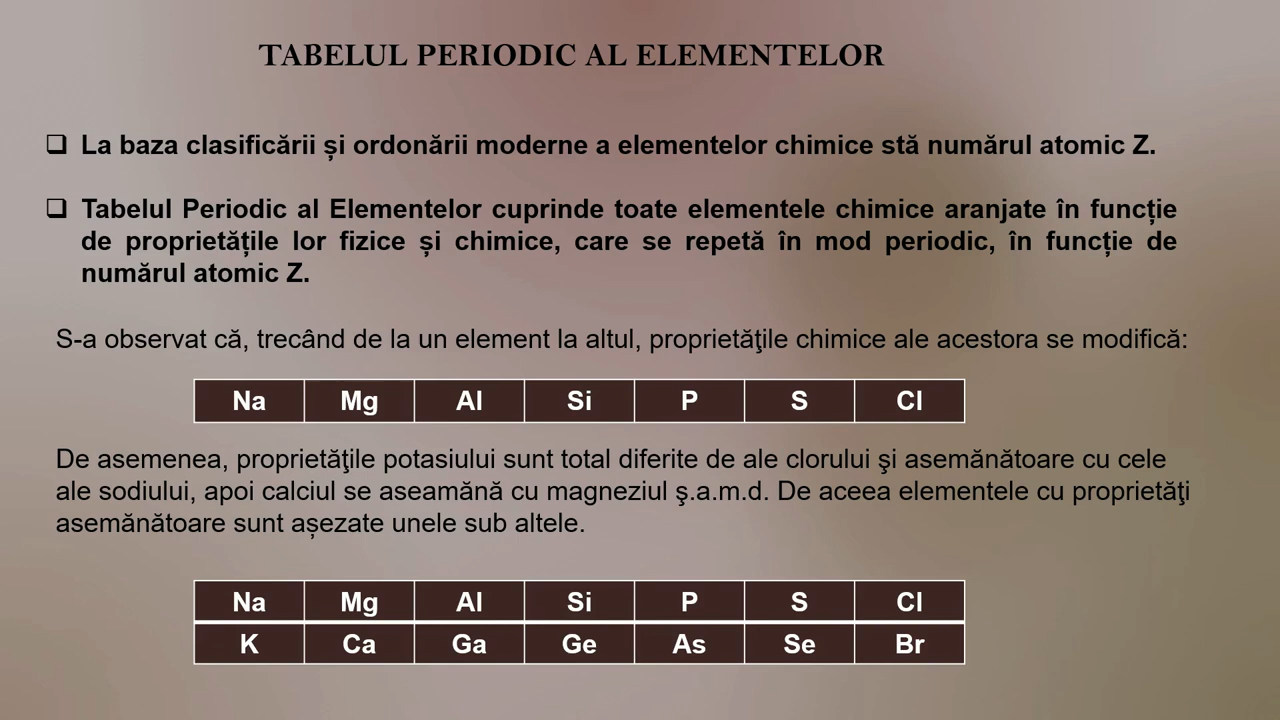 TABELUL PERIODIC AL ELEMENTELOR
❑ La baza clasificării și ordonării moderne a elementelor chimice stă numărul atomic Z.
❑ Tabelul Periodic al Elementelor cuprinde toate elementele chimice aranjate în funcție
de proprietățile lor fizice și chimice, care se repetă în mod periodic, în funcție de
numărul atomic Z.
S-a observat că, trecând de la un element la altul, proprietăţile chimice ale acestora se modifică:
Na Mg Al Si P S Cl
De asemenea, proprietăţile potasiului sunt total diferite de ale clorului şi asemănătoare cu cele
ale sodiului, apoi calciul se aseamănă cu magneziul ş.a.m.d. De aceea elementele cu proprietăţi
asemănătoare sunt așezate unele sub altele.
Na Mg Al Si P S Cl
K Ca Ga Ge As Se Br